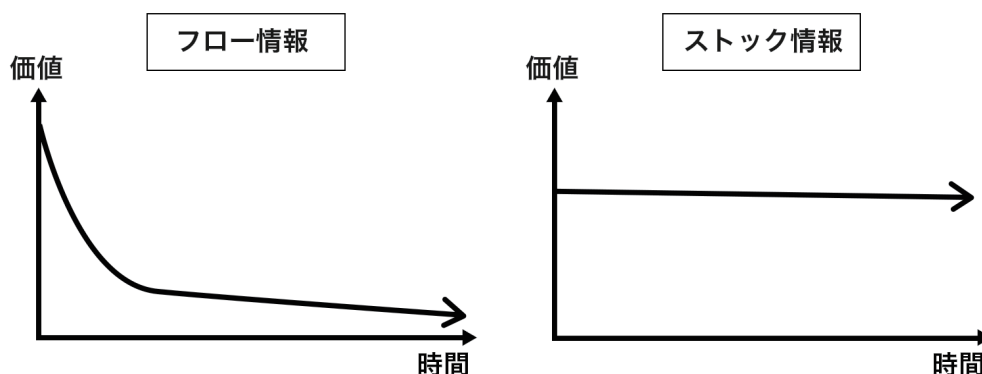 フロー情報
価値
時間
ストック情報
価値
時間